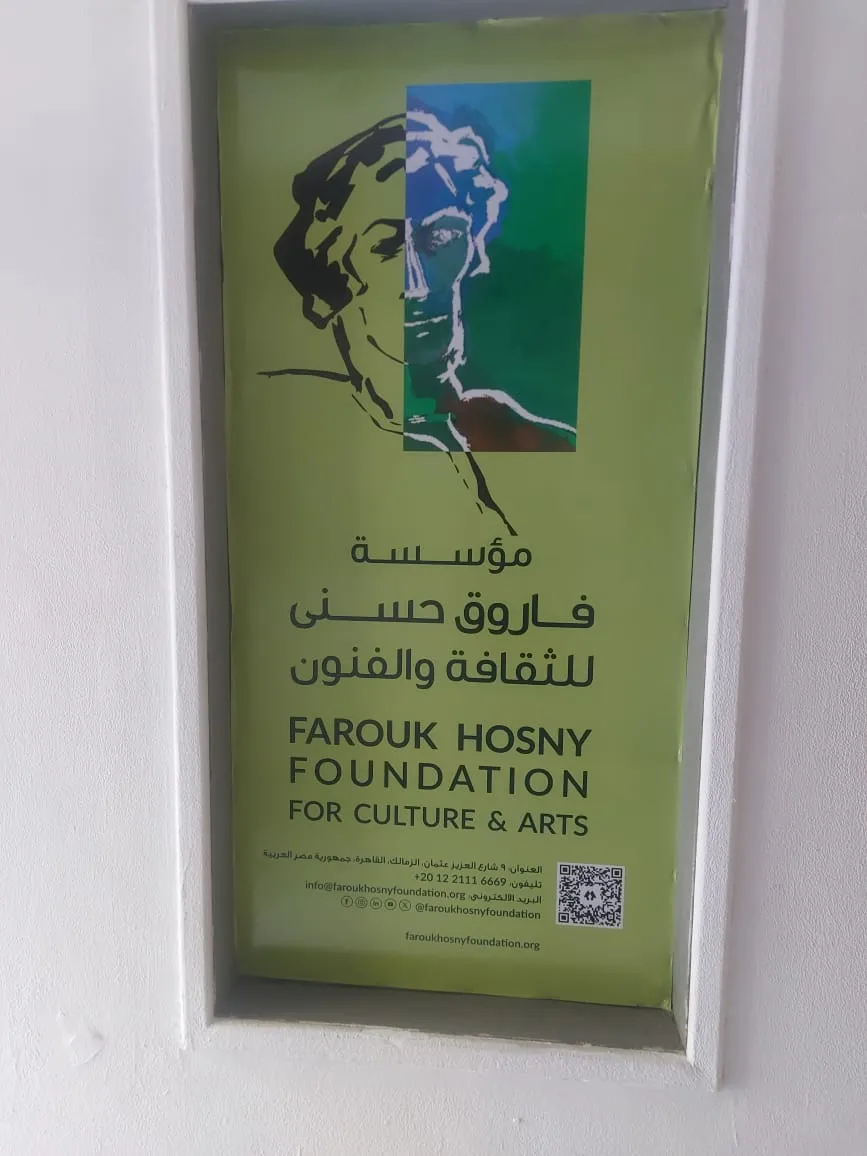 مؤسسة
فاروق حسنى
للثقافة والفنون
FAROUK HOSNY
FOUNDATION
FOR CULTURE & ARTS
العنوان: ٩ شارع العزيز عثمان، الزمالك، القاهرة، جمهورية مصر العربية
تليفون: +20 12 2111 6669
البريد الالكترونى: info@faroukhosnyfoundation.org
@faroukhosnyfoundation
faroukhosnyfoundation.org